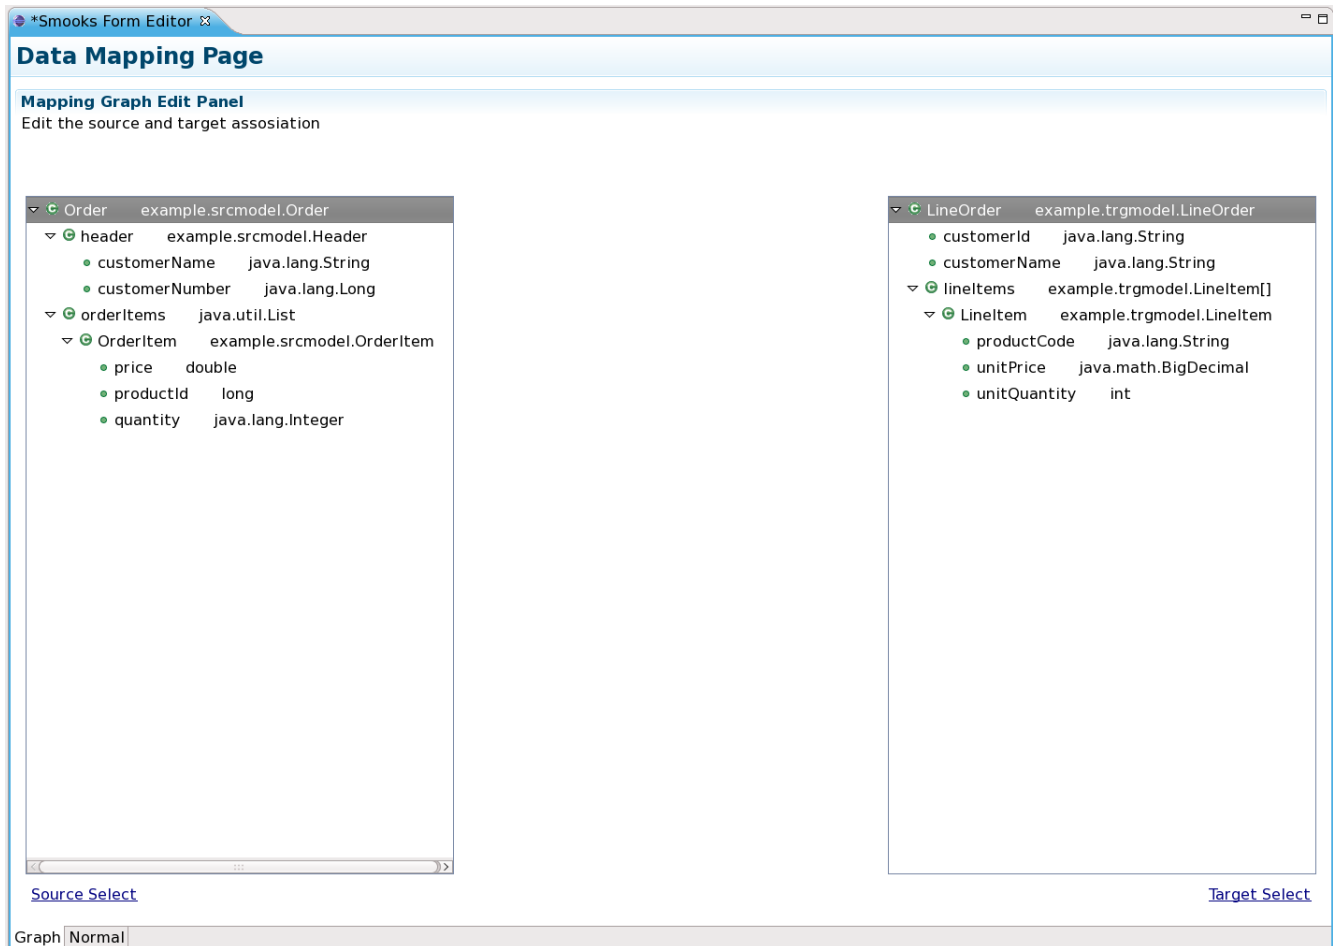 *Smooks Form Editor
Data Mapping Page
Mapping Graph Edit Panel
Edit the source and target assosiation
Order example.srcmodel.Order
header example.srcmodel.Header
customerName java.lang.String
customerNumber java.lang.Long
orderItems java.util.List
OrderItem example.srcmodel.OrderItem
price double
productId long
quantity java.lang.Integer
LineOrder example.trgmodel.LineOrder
customerId java.lang.String
customerName java.lang.String
lineItems example.trgmodel.LineItem[]
LineItem example.trgmodel.LineItem
productCode java.lang.String
unitPrice java.math.BigDecimal
unitQuantity int
Source Select
Target Select
Graph Normal